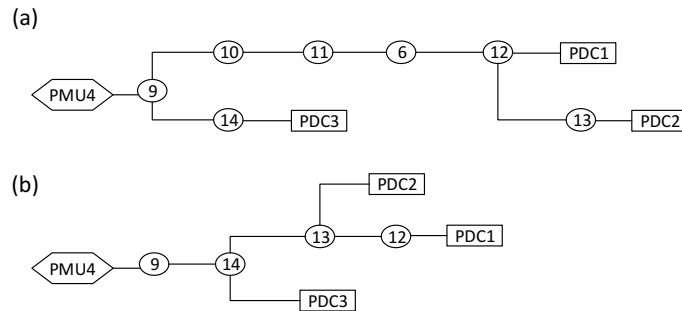 (a)
10 11 6 12 PDC1
PMU4 9
14 PDC3 13 PDC2
(b)
PDC2
13 12 PDC1
PMU4 9 14
PDC3